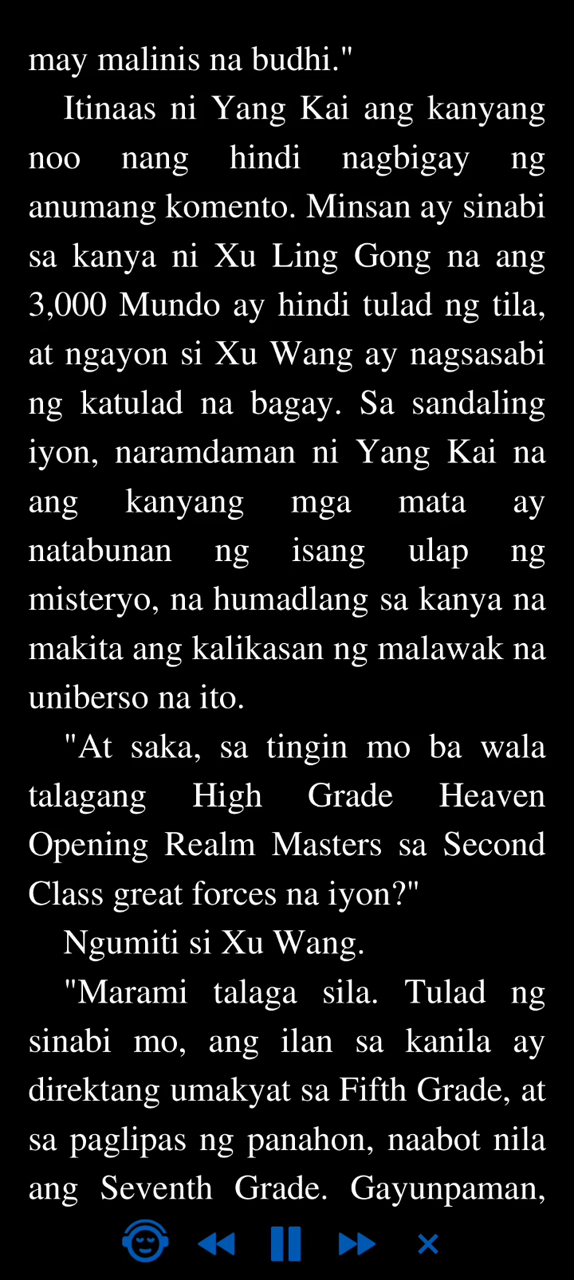 may malinis na budhi."
Itinaas ni Yang Kai ang kanyang
noo nang hindi nagbigay ng
anumang komento. Minsan ay sinabi
sa kanya ni Xu Ling Gong na ang
3,000 Mundo ay hindi tulad ng tila,
at ngayon si Xu Wang ay nagsasabi
ng katulad na bagay. Sa sandaling
iyon, naramdaman ni Yang Kai na
ang kanyang mga mata ay
natabunan ng isang ulap ng
misteryo, na humadlang sa kanya na
makita ang kalikasan ng malawak na
uniberso na ito.
"At saka, sa tingin mo ba wala
talagang High Grade Heaven
Opening Realm Masters sa Second
Class great forces na iyon?"
Ngumiti si Xu Wang.
"Marami talaga sila. Tulad ng
sinabi mo, ang ilan sa kanila ay
direktang umakyat sa Fifth Grade, at
sa paglipas ng panahon, naabot nila
ang Seventh Grade. Gayunpaman,